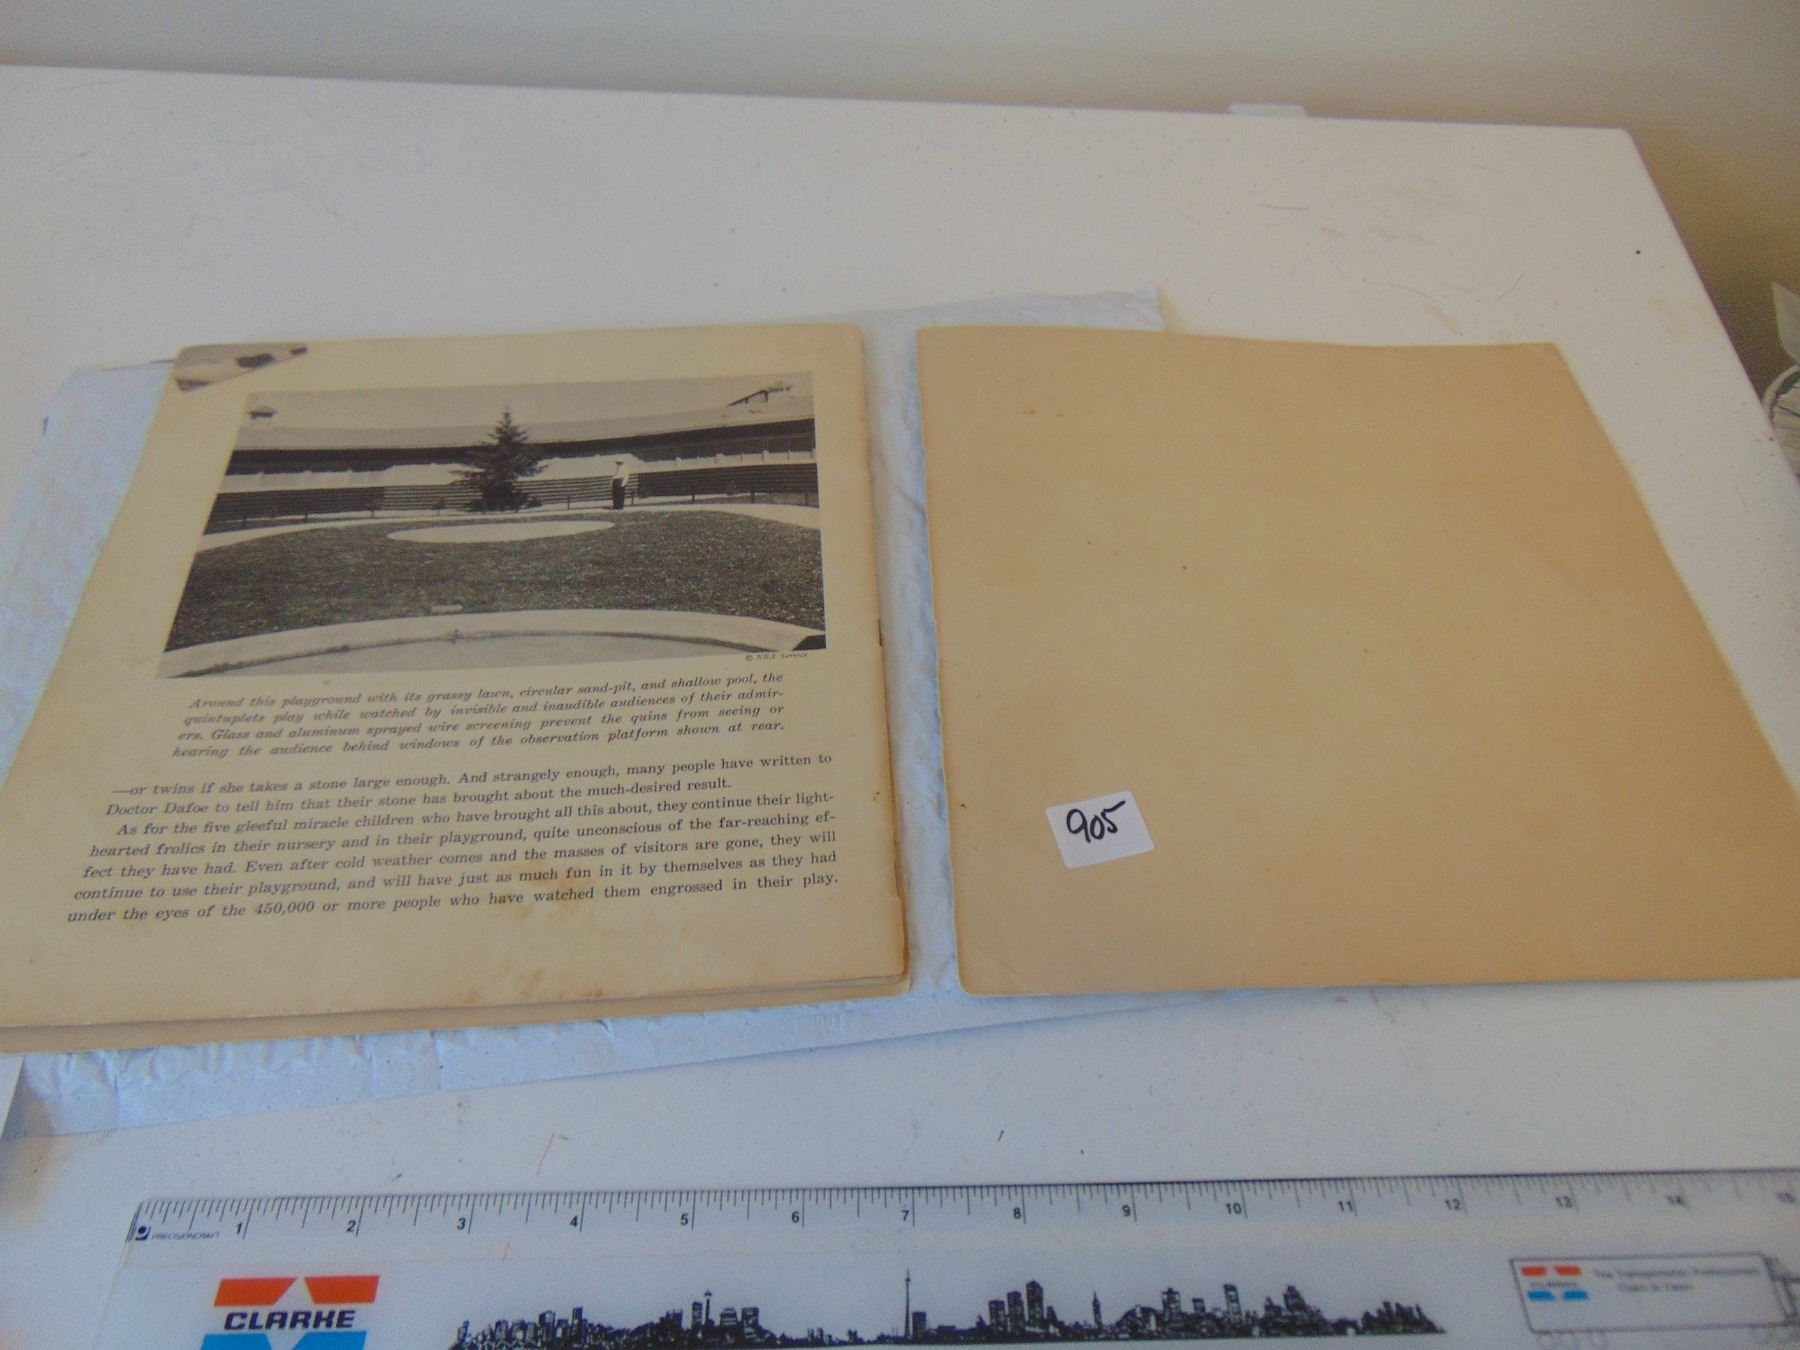 © NEA Service
Around this playground with its grassy lawn, circular sand-pit, and shallow pool, the
quintuplets play while watched by invisible and inaudible audiences of their admir-
ers. Glass and aluminum sprayed wire screening prevent the quins from seeing or
hearing the audience behind windows of the observation platform shown at rear.
—or twins if she takes a stone large enough. And strangely enough, many people have written to
Doctor Dafoe to tell him that their stone has brought about the much-desired result.
As for the five gleeful miracle children who have brought all this about, they continue their light-
hearted frolics in their nursery and in their playground, quite unconscious of the far-reaching ef-
fect they have had. Even after cold weather comes and the masses of visitors are gone, they will
continue to use their playground, and will have just as much fun in it by themselves as they had
under the eyes of the 450,000 or more people who have watched them engrossed in their play.
905
1 2 3 4 5 6 7 8 9 10 11 12 13 14 15
PRECISIONCRAFT
CLARKE